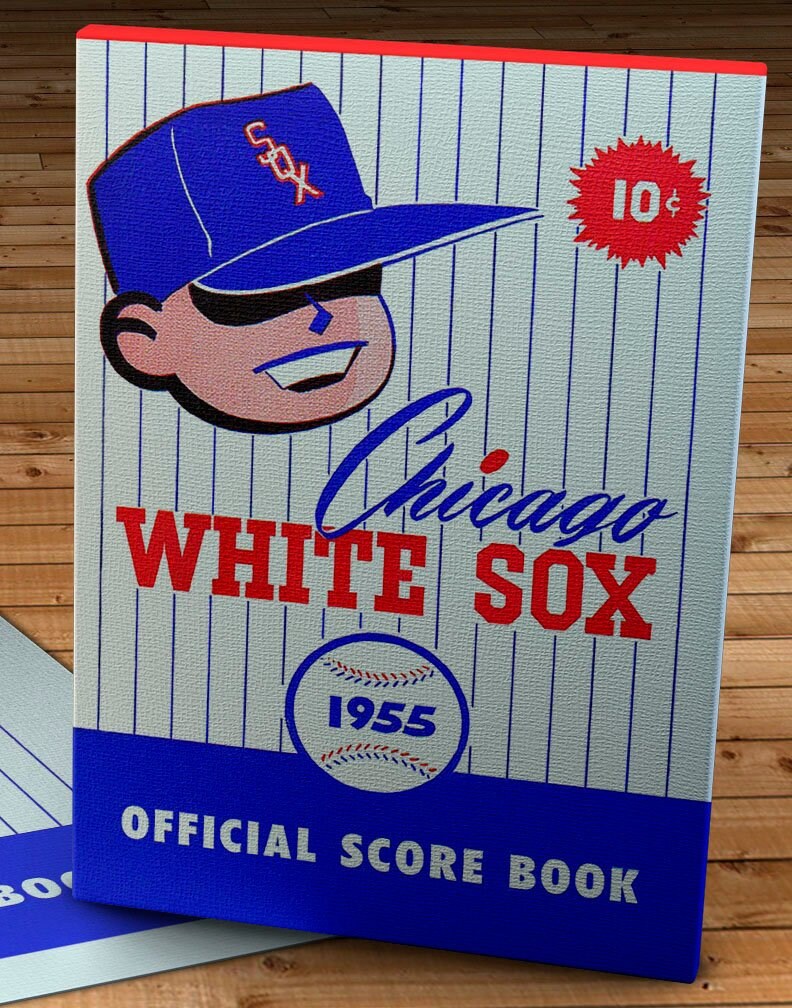 SOX
10¢
Chicago
WHITE SOX
1955
OFFICIAL SCORE BOOK